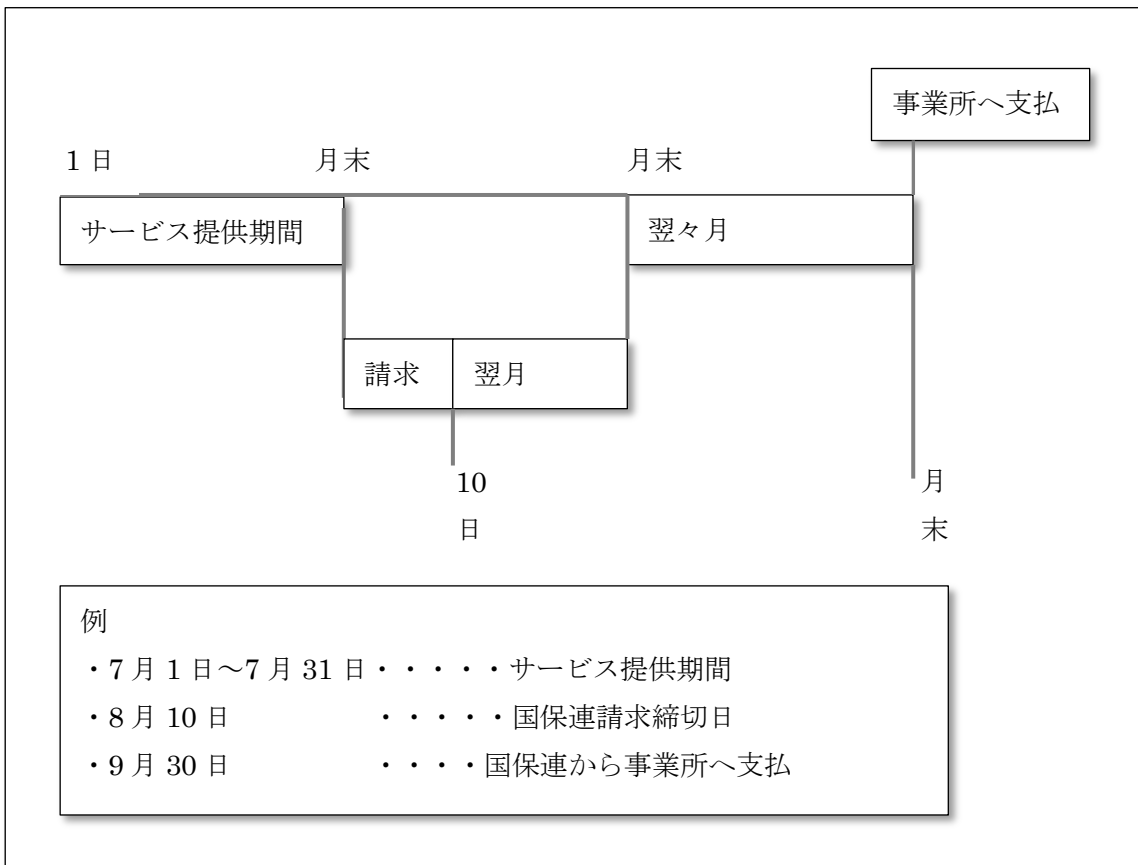 事業所へ支払
1日 月末 月末
サービス提供期間 翌々月
請求 翌月
10
日
月
末
例
・7月1日～7月31日・・・・・サービス提供期間
・8月10日 ・・・・・国保連請求締切日
・9月30日 ・・・・国保連から事業所へ支払